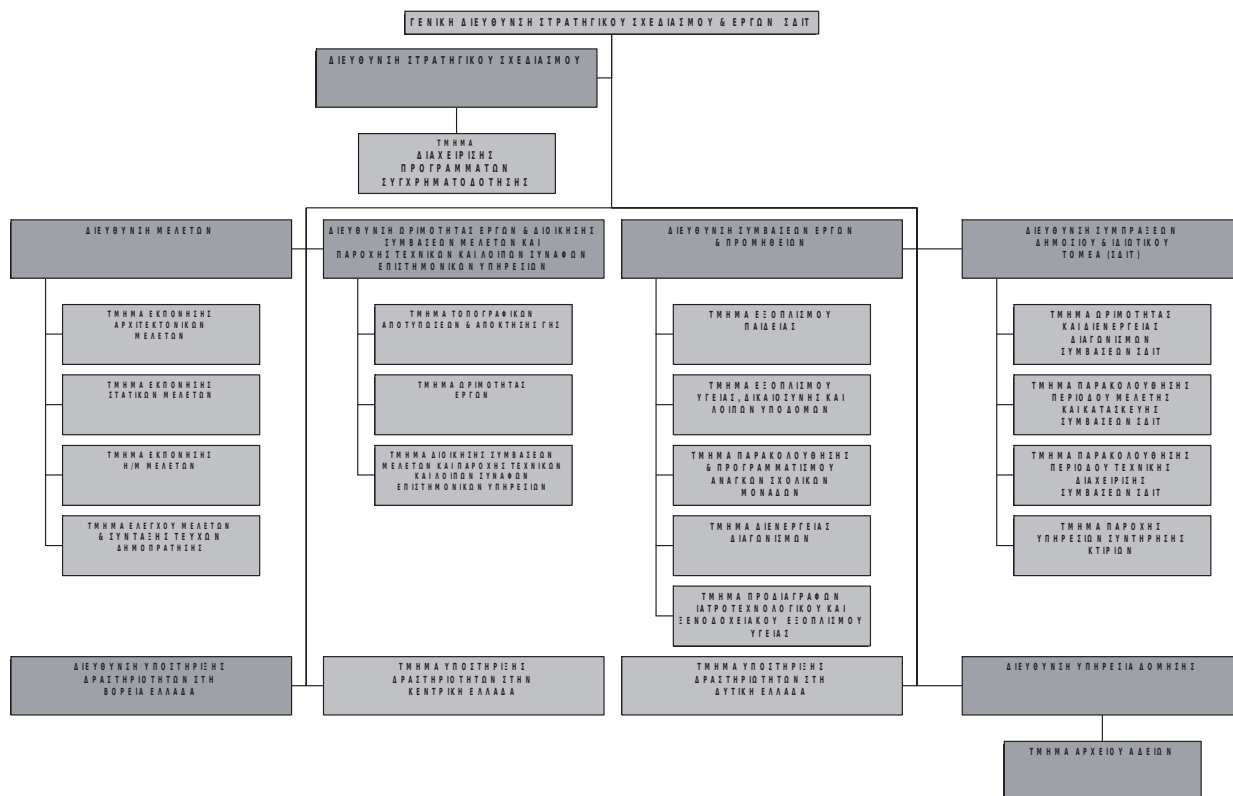 ΓΕΝΙΚΗ ΔΙΕΥΘΥΝΣΗ ΣΤΡΑΤΗΓΙΚΟΥ ΣΧΕΔΙΑΣΜΟΥ & ΕΡΓΩΝ ΣΔΙΤ
ΔΙΕΥΘΥΝΣΗ ΣΤΡΑΤΗΓΙΚΟΥ ΣΧΕΔΙΑΣΜΟΥ
ΤΜΗΜΑ
ΔΙΑΧΕΙΡΙΣΗΣ
ΠΡΟΓΡΑΜΜΑΤΩΝ
ΣΥΓΧΡΗΜΑΤΟΔΟΤΗΣΗΣ
ΔΙΕΥΘΥΝΣΗ ΜΕΛΕΤΩΝ
ΤΜΗΜΑ ΕΚΠΟΝΗΣΗΣ
ΑΡΧΙΤΕΚΤΟΝΙΚΩΝ
ΜΕΛΕΤΩΝ
ΤΜΗΜΑ ΕΚΠΟΝΗΣΗΣ
ΣΤΑΤΙΚΩΝ ΜΕΛΕΤΩΝ
ΤΜΗΜΑ ΕΚΠΟΝΗΣΗΣ
Η/Μ ΜΕΛΕΤΩΝ
ΤΜΗΜΑ ΕΛΕΓΧΟΥ ΜΕΛΕΤΩΝ
& ΣΥΝΤΑΞΗΣ ΤΕΥΧΩΝ
ΔΗΜΟΠΡΑΤΗΣΗΣ
ΔΙΕΥΘΥΝΣΗ ΩΡΙΜΟΤΗΤΑΣ ΕΡΓΩΝ & ΔΙΟΙΚΗΣΗΣ
ΣΥΜΒΑΣΕΩΝ ΜΕΛΕΤΩΝ ΚΑΙ
ΠΑΡΟΧΗΣ ΤΕΧΝΙΚΩΝ ΚΑΙ ΛΟΙΠΩΝ ΣΥΝΑΦΩΝ
ΕΠΙΣΤΗΜΟΝΙΚΩΝ ΥΠΗΡΕΣΙΩΝ
ΤΜΗΜΑ ΤΟΠΟΓΡΑΦΙΚΩΝ
ΑΠΟΤΥΠΩΣΕΩΝ & ΑΠΟΚΤΗΣΗΣ ΓΗΣ
ΤΜΗΜΑ ΩΡΙΜΟΤΗΤΑΣ
ΕΡΓΩΝ
ΤΜΗΜΑ ΔΙΟΙΚΗΣΗΣ ΣΥΜΒΑΣΕΩΝ
ΜΕΛΕΤΩΝ ΚΑΙ ΠΑΡΟΧΗΣ ΤΕΧΝΙΚΩΝ
ΚΑΙ ΛΟΙΠΩΝ ΣΥΝΑΦΩΝ
ΕΠΙΣΤΗΜΟΝΙΚΩΝ ΥΠΗΡΕΣΙΩΝ
ΔΙΕΥΘΥΝΣΗ ΣΥΜΒΑΣΕΩΝ ΕΡΓΩΝ
& ΠΡΟΜΗΘΕΙΩΝ
ΤΜΗΜΑ ΕΞΟΠΛΙΣΜΟΥ
ΠΑΙΔΕΙΑΣ
ΤΜΗΜΑ ΕΞΟΠΛΙΣΜΟΥ
ΥΓΕΙΑΣ, ΔΙΚΑΙΟΣΥΝΗΣ ΚΑΙ
ΛΟΙΠΩΝ ΥΠΟΔΟΜΩΝ
ΤΜΗΜΑ ΠΑΡΑΚΟΛΟΥΘΗΣΗΣ
& ΠΡΟΓΡΑΜΜΑΤΙΣΜΟΥ
ΑΝΑΓΚΩΝ ΣΧΟΛΙΚΩΝ
ΜΟΝΑΔΩΝ
ΤΜΗΜΑ ΔΙΕΝΕΡΓΕΙΑΣ
ΔΙΑΓΩΝΙΣΜΩΝ
ΤΜΗΜΑ ΠΡΟΔΙΑΓΡΑΦΩΝ
ΙΑΤΡΟΤΕΧΝΟΛΟΓΙΚΟΥ ΚΑΙ
ΞΕΝΟΔΟΧΕΙΑΚΟΥ ΕΞΟΠΛΙΣΜΟΥ
ΥΓΕΙΑΣ
ΔΙΕΥΘΥΝΣΗ ΣΥΜΠΡΑΞΕΩΝ
ΔΗΜΟΣΙΟΥ & ΙΔΙΩΤΙΚΟΥ
ΤΟΜΕΑ (ΣΔΙΤ)
ΤΜΗΜΑ ΩΡΙΜΟΤΗΤΑΣ
ΚΑΙ ΔΙΕΝΕΡΓΕΙΑΣ
ΔΙΑΓΩΝΙΣΜΩΝ
ΣΥΜΒΑΣΕΩΝ ΣΔΙΤ
ΤΜΗΜΑ ΠΑΡΑΚΟΛΟΥΘΗΣΗΣ
ΠΕΡΙΟΔΟΥ ΜΕΛΕΤΗΣ
ΚΑΙ ΚΑΤΑΣΚΕΥΗΣ
ΣΥΜΒΑΣΕΩΝ ΣΔΙΤ
ΤΜΗΜΑ ΠΑΡΑΚΟΛΟΥΘΗΣΗΣ
ΠΕΡΙΟΔΟΥ ΤΕΧΝΙΚΗΣ
ΔΙΑΧΕΙΡΙΣΗΣ
ΣΥΜΒΑΣΕΩΝ ΣΔΙΤ
ΤΜΗΜΑ ΠΑΡΟΧΗΣ
ΥΠΗΡΕΣΙΩΝ ΣΥΝΤΗΡΗΣΗΣ
ΚΤΙΡΙΩΝ
ΔΙΕΥΘΥΝΣΗ ΥΠΟΣΤΗΡΙΞΗΣ
ΔΡΑΣΤΗΡΙΟΤΗΤΩΝ ΣΤΗ
ΒΟΡΕΙΑ ΕΛΛΑΔΑ
ΤΜΗΜΑ ΥΠΟΣΤΗΡΙΞΗΣ
ΔΡΑΣΤΗΡΙΟΤΗΤΩΝ ΣΤΗΝ
ΚΕΝΤΡΙΚΗ ΕΛΛΑΔΑ
ΤΜΗΜΑ ΥΠΟΣΤΗΡΙΞΗΣ
ΔΡΑΣΤΗΡΙΩΤΗΤΩΝ ΣΤΗ
ΔΥΤΙΚΗ ΕΛΛΑΔΑ
ΔΙΕΥΘΥΝΣΗ ΥΠΗΡΕΣΙΑ ΔΟΜΗΣΗΣ
ΤΜΗΜΑ ΑΡΧΕΙΟΥ ΑΔΕΙΩΝ